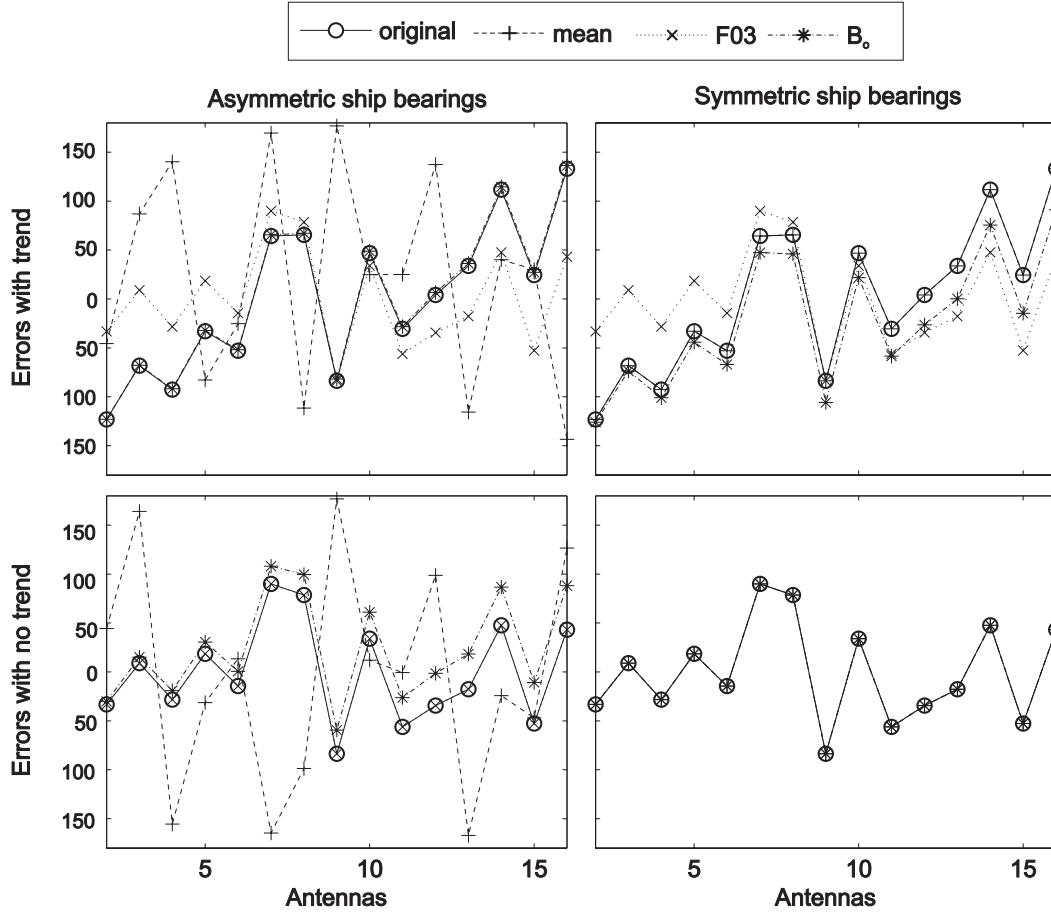 original mean F03 Bo
Asymmetric ship bearings
Symmetric ship bearings
Errors with trend
150
100
50
0
50
100
150
Errors with no trend
150
100
50
0
50
100
150
5 10 15
5 10 15
Antennas
Antennas